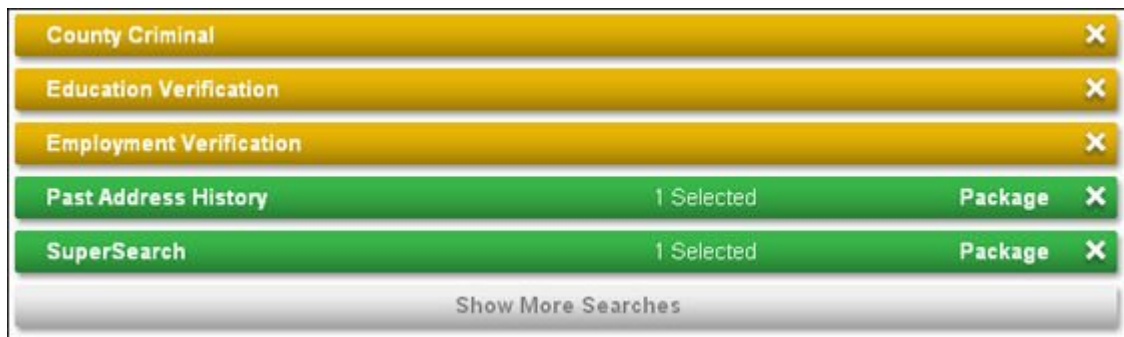 County Criminal
Education Verification
Employment Verification
Past Address History 1 Selected Package
SuperSearch 1 Selected Package
Show More Searches